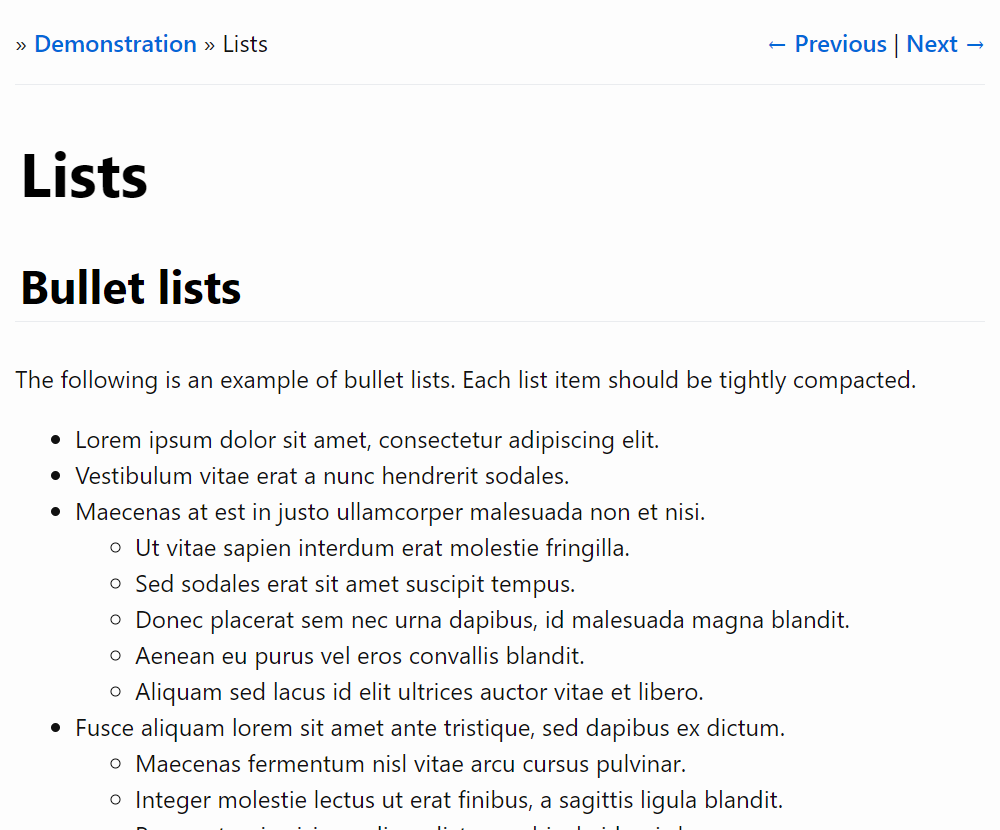 » Demonstration » Lists
← Previous | Next →
Lists
Bullet lists
The following is an example of bullet lists. Each list item should be tightly compacted.
• Lorem ipsum dolor sit amet, consectetur adipiscing elit.
• Vestibulum vitae erat a nunc hendrerit sodales.
• Maecenas at est in justo ullamcorper malesuada non et nisi.
◦ Ut vitae sapien interdum erat molestie fringilla.
◦ Sed sodales erat sit amet suscipit tempus.
◦ Donec placerat sem nec urna dapibus, id malesuada magna blandit.
◦ Aenean eu purus vel eros convallis blandit.
◦ Aliquam sed lacus id elit ultrices auctor vitae et libero.
• Fusce aliquam lorem sit amet ante tristique, sed dapibus ex dictum.
◦ Maecenas fermentum nisl vitae arcu cursus pulvinar.
◦ Integer molestie lectus ut erat finibus, a sagittis ligula blandit.